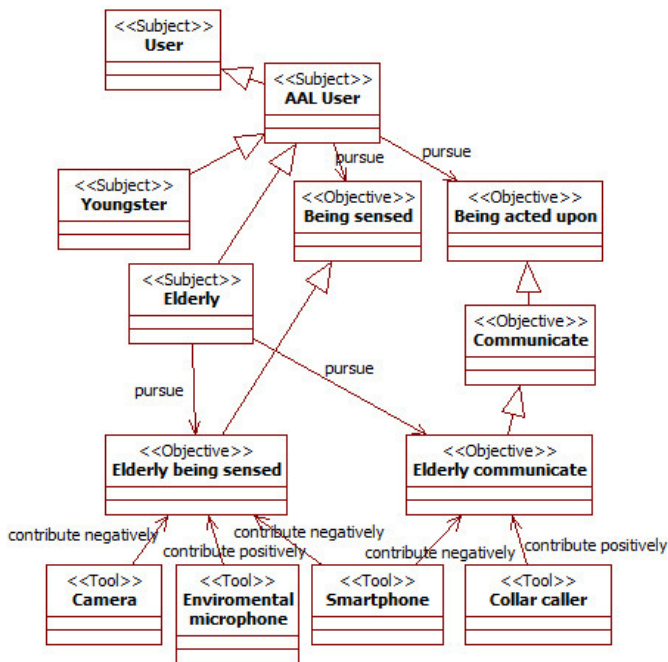 <<Subject>>
User
<<Subject>>
AAL User
pursue
pursue
<<Subject>>
Youngster
<<Objective>>
Being sensed
<<Objective>>
Being acted upon
<<Subject>>
Elderly
<<Objective>>
Communicate
pursue
pursue
<<Objective>>
Elderly being sensed
<<Objective>>
Elderly communicate
contribute negatively
contribute negatively
contribute positively
contribute negatively
contribute positively
<<Tool>>
Camera
<<Tool>>
Enviromental
microphone
<<Tool>>
Smartphone
<<Tool>>
Collar caller